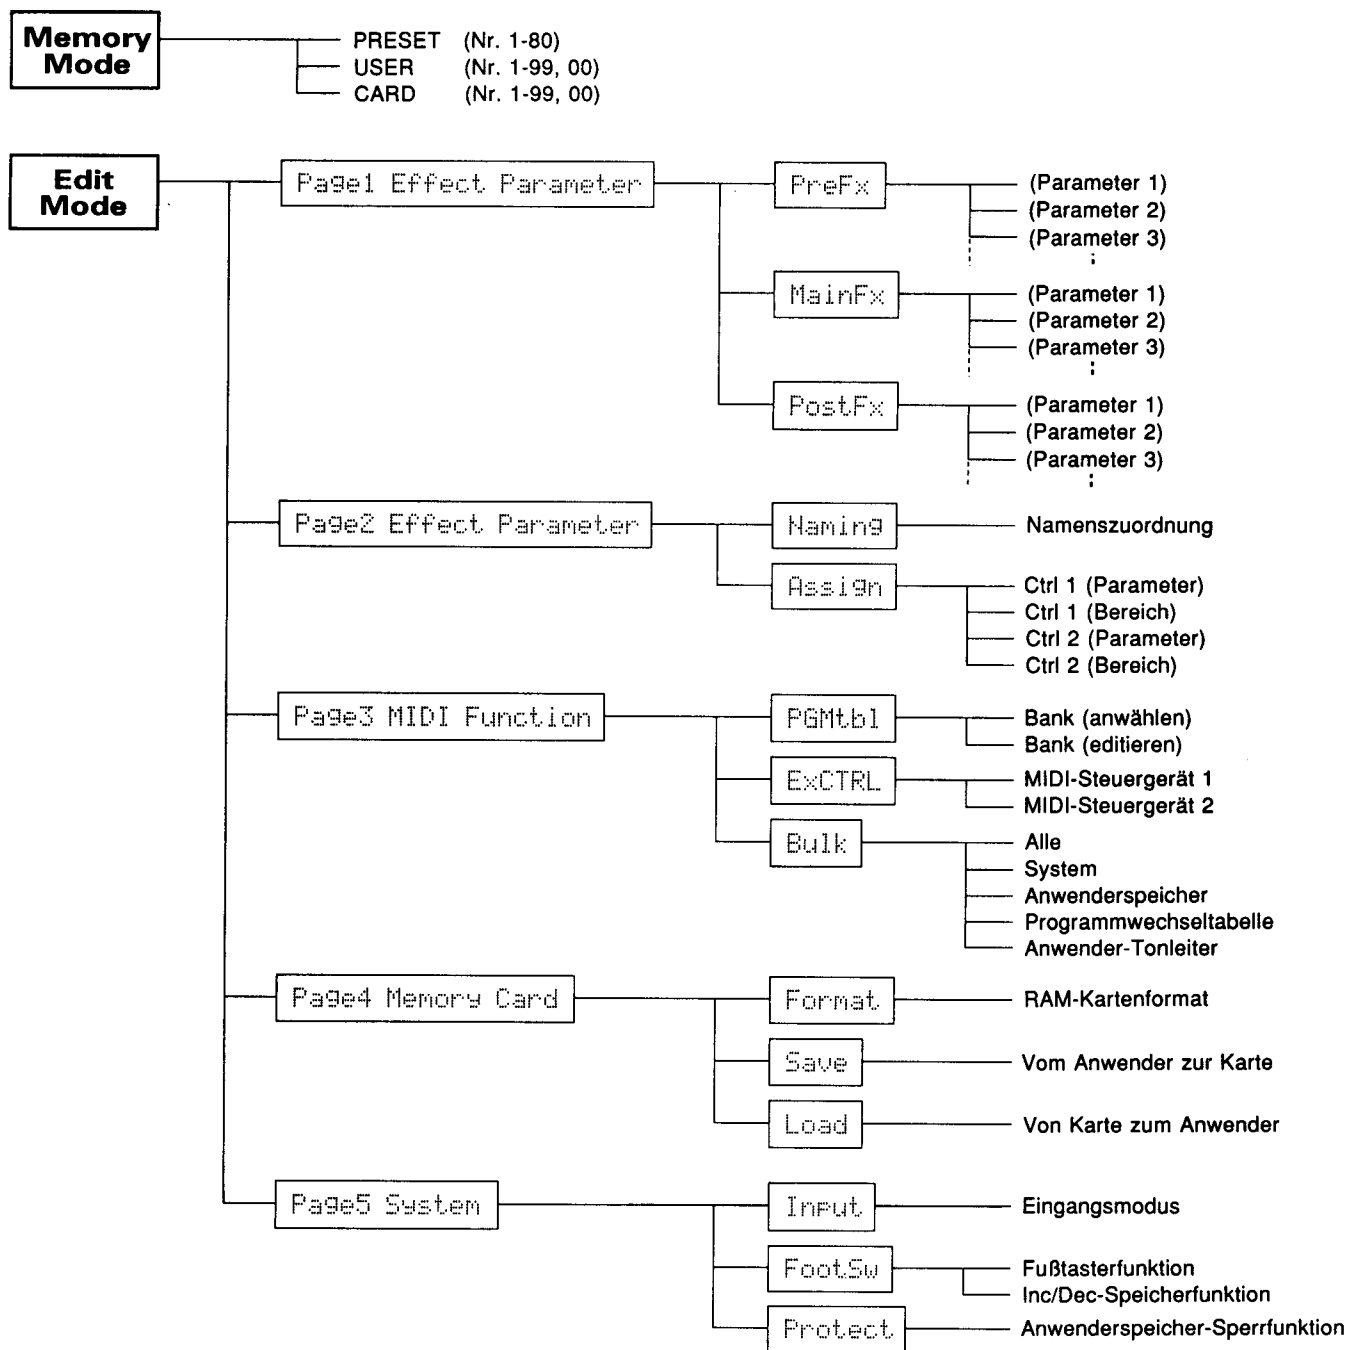 Memory
Mode
PRESET (Nr. 1-80)
USER (Nr. 1-99, 00)
CARD (Nr. 1-99, 00)
Edit
Mode
Page1 Effect Parameter
PreFx
(Parameter 1)
(Parameter 2)
(Parameter 3)
MainFx
(Parameter 1)
(Parameter 2)
(Parameter 3)
PostFx
(Parameter 1)
(Parameter 2)
(Parameter 3)
Page2 Effect Parameter
Naming
Namenszuordnung
Assign
Ctrl 1 (Parameter)
Ctrl 1 (Bereich)
Ctrl 2 (Parameter)
Ctrl 2 (Bereich)
Page3 MIDI Function
PGMtbl
Bank (anwählen)
Bank (editieren)
ExCTRL
MIDI-Steuergerät 1
MIDI-Steuergerät 2
Bulk
Alle
System
Anwenderspeicher
Programmwechseltabelle
Anwender-Tonleiter
Page4 Memory Card
Format
RAM-Kartenformat
Save
Vom Anwender zur Karte
Load
Von Karte zum Anwender
Page5 System
Input
Eingangsmodus
FootSw
Fußtasterfunktion
Inc/Dec-Speicherfunktion
Protect
Anwenderspeicher-Sperrfunktion